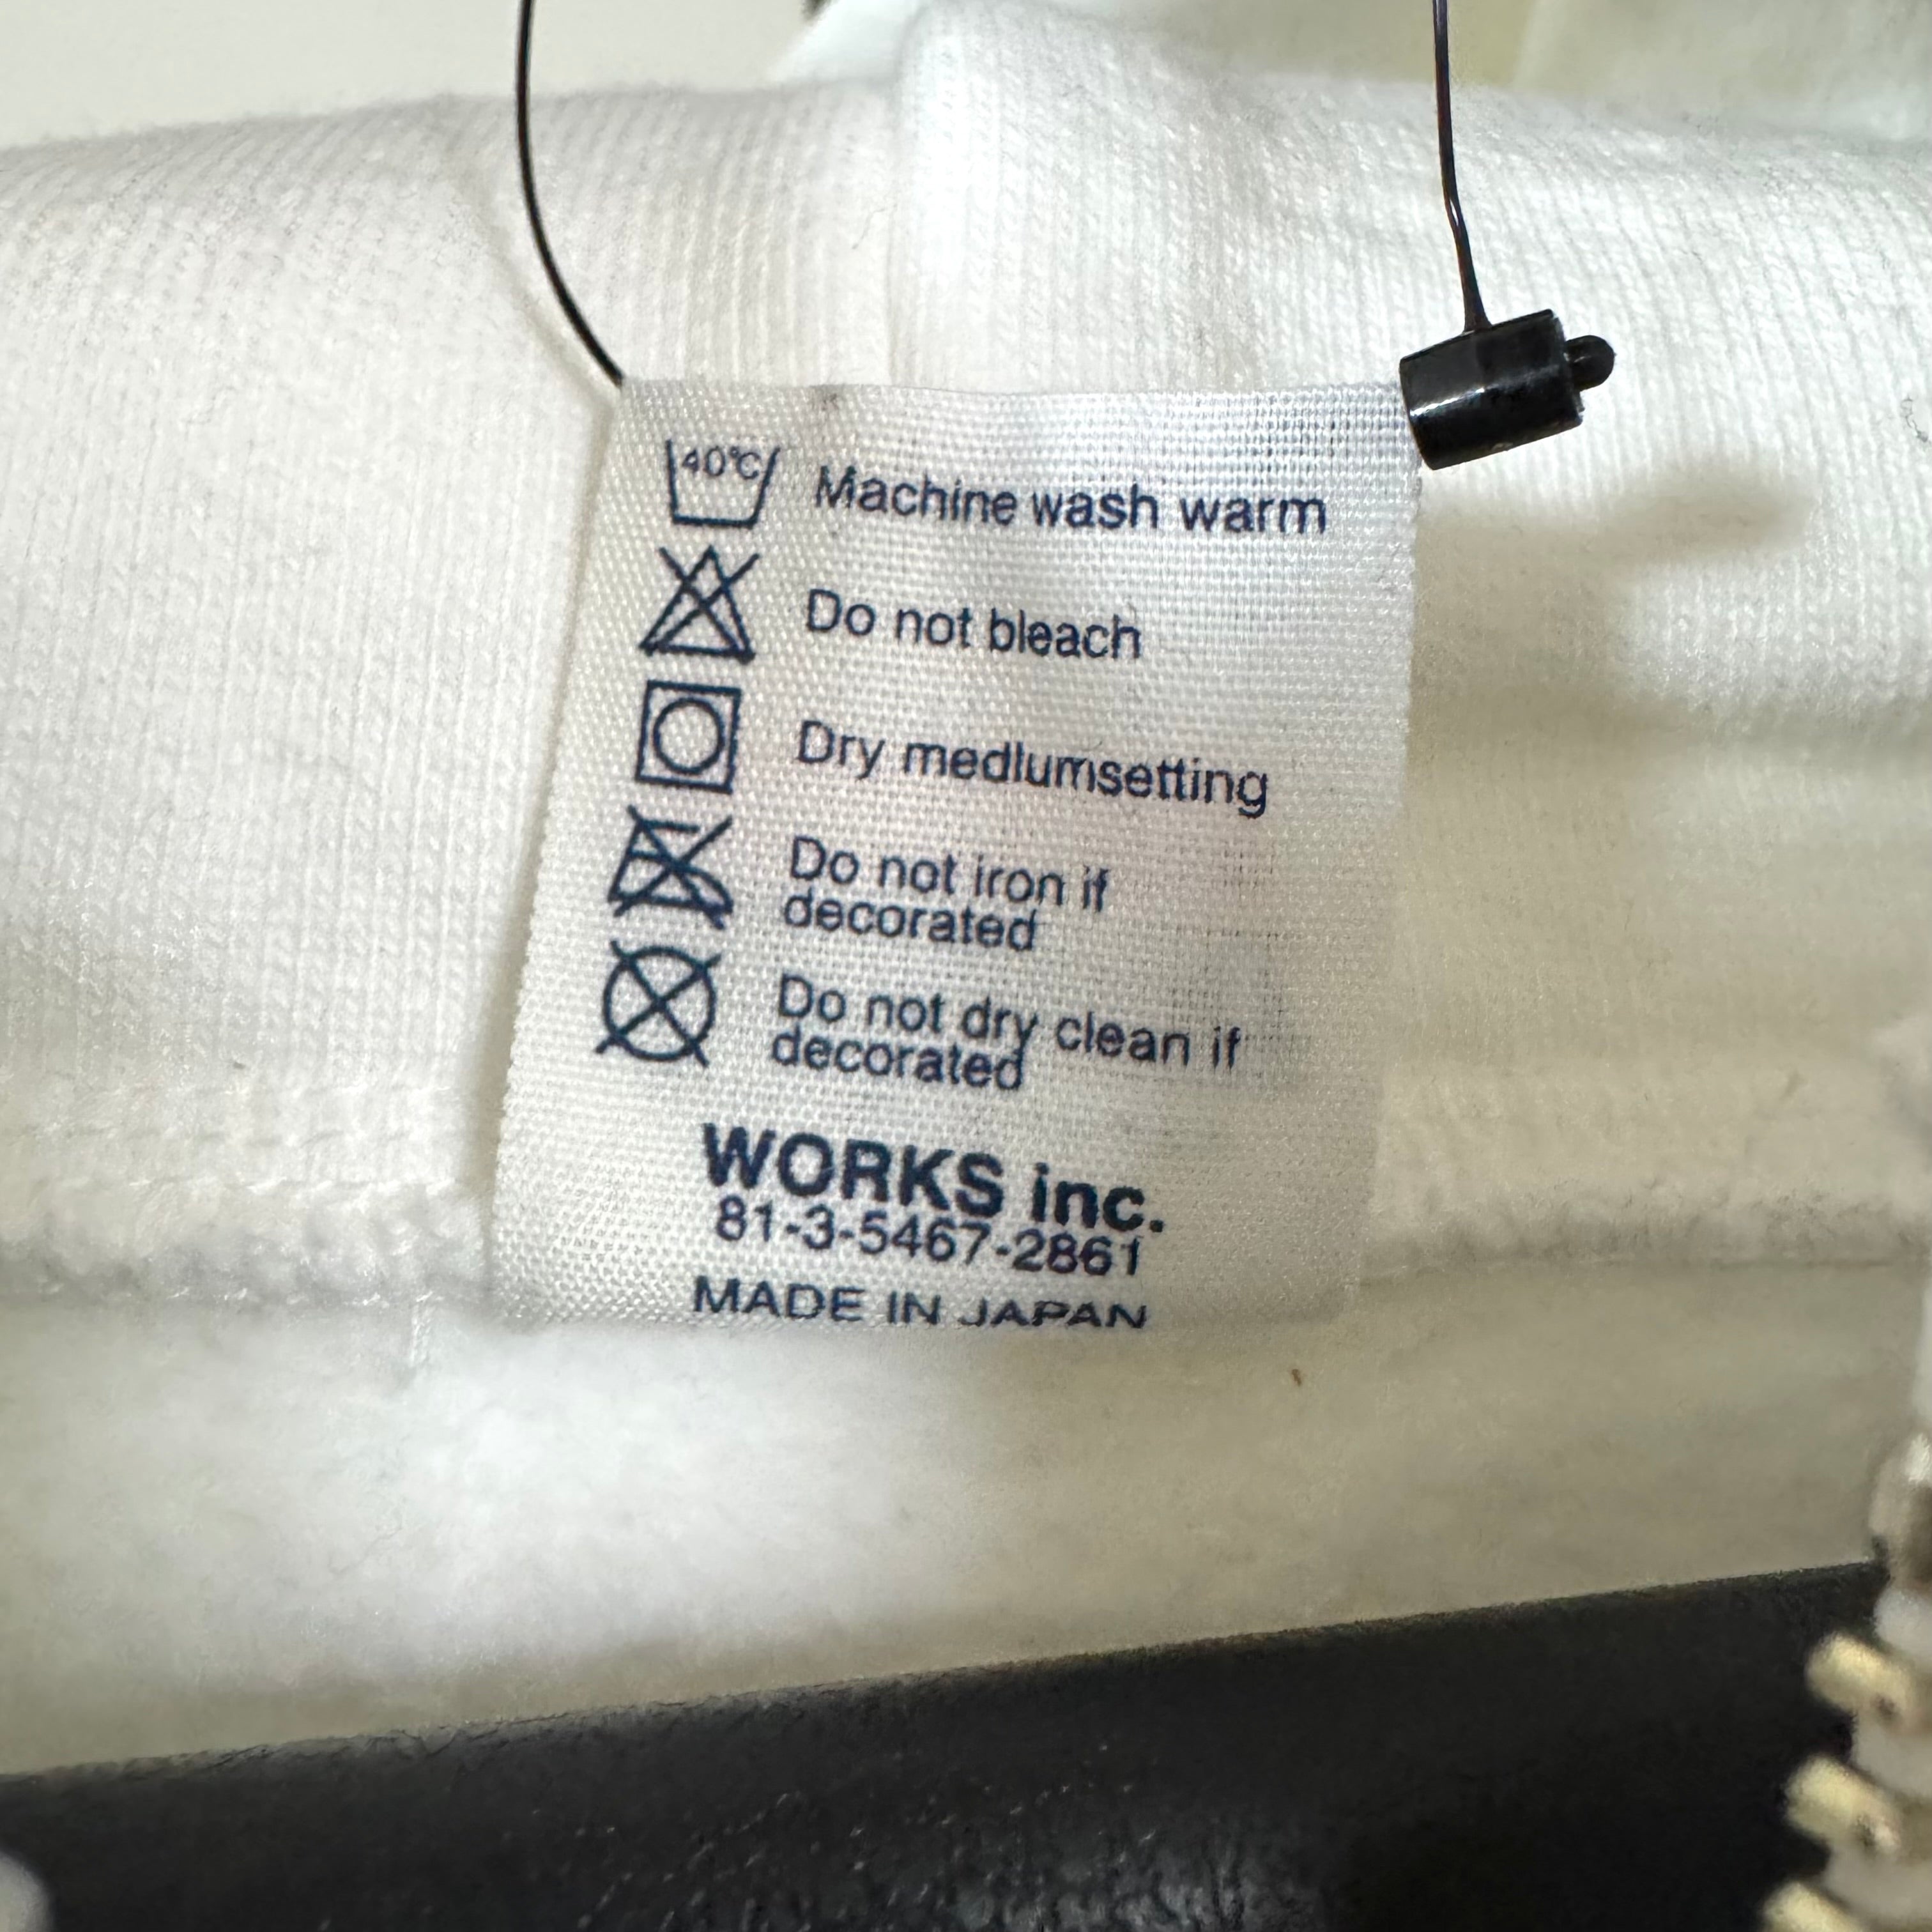 40℃ Machine wash warm
Do not bleach
Dry medlumsetting
Do not iron if
decorated
Do not dry clean if
decorated
WORKS inc.
81-3-5467-2861
MADE IN JAPAN